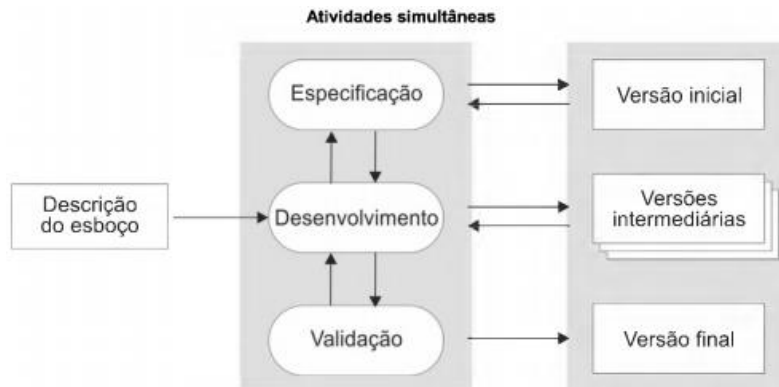 Atividades simultâneas
Especificação
Versão inicial
Descrição
do esboço
Desenvolvimento
Versões
intermediárias
Validação
Versão final